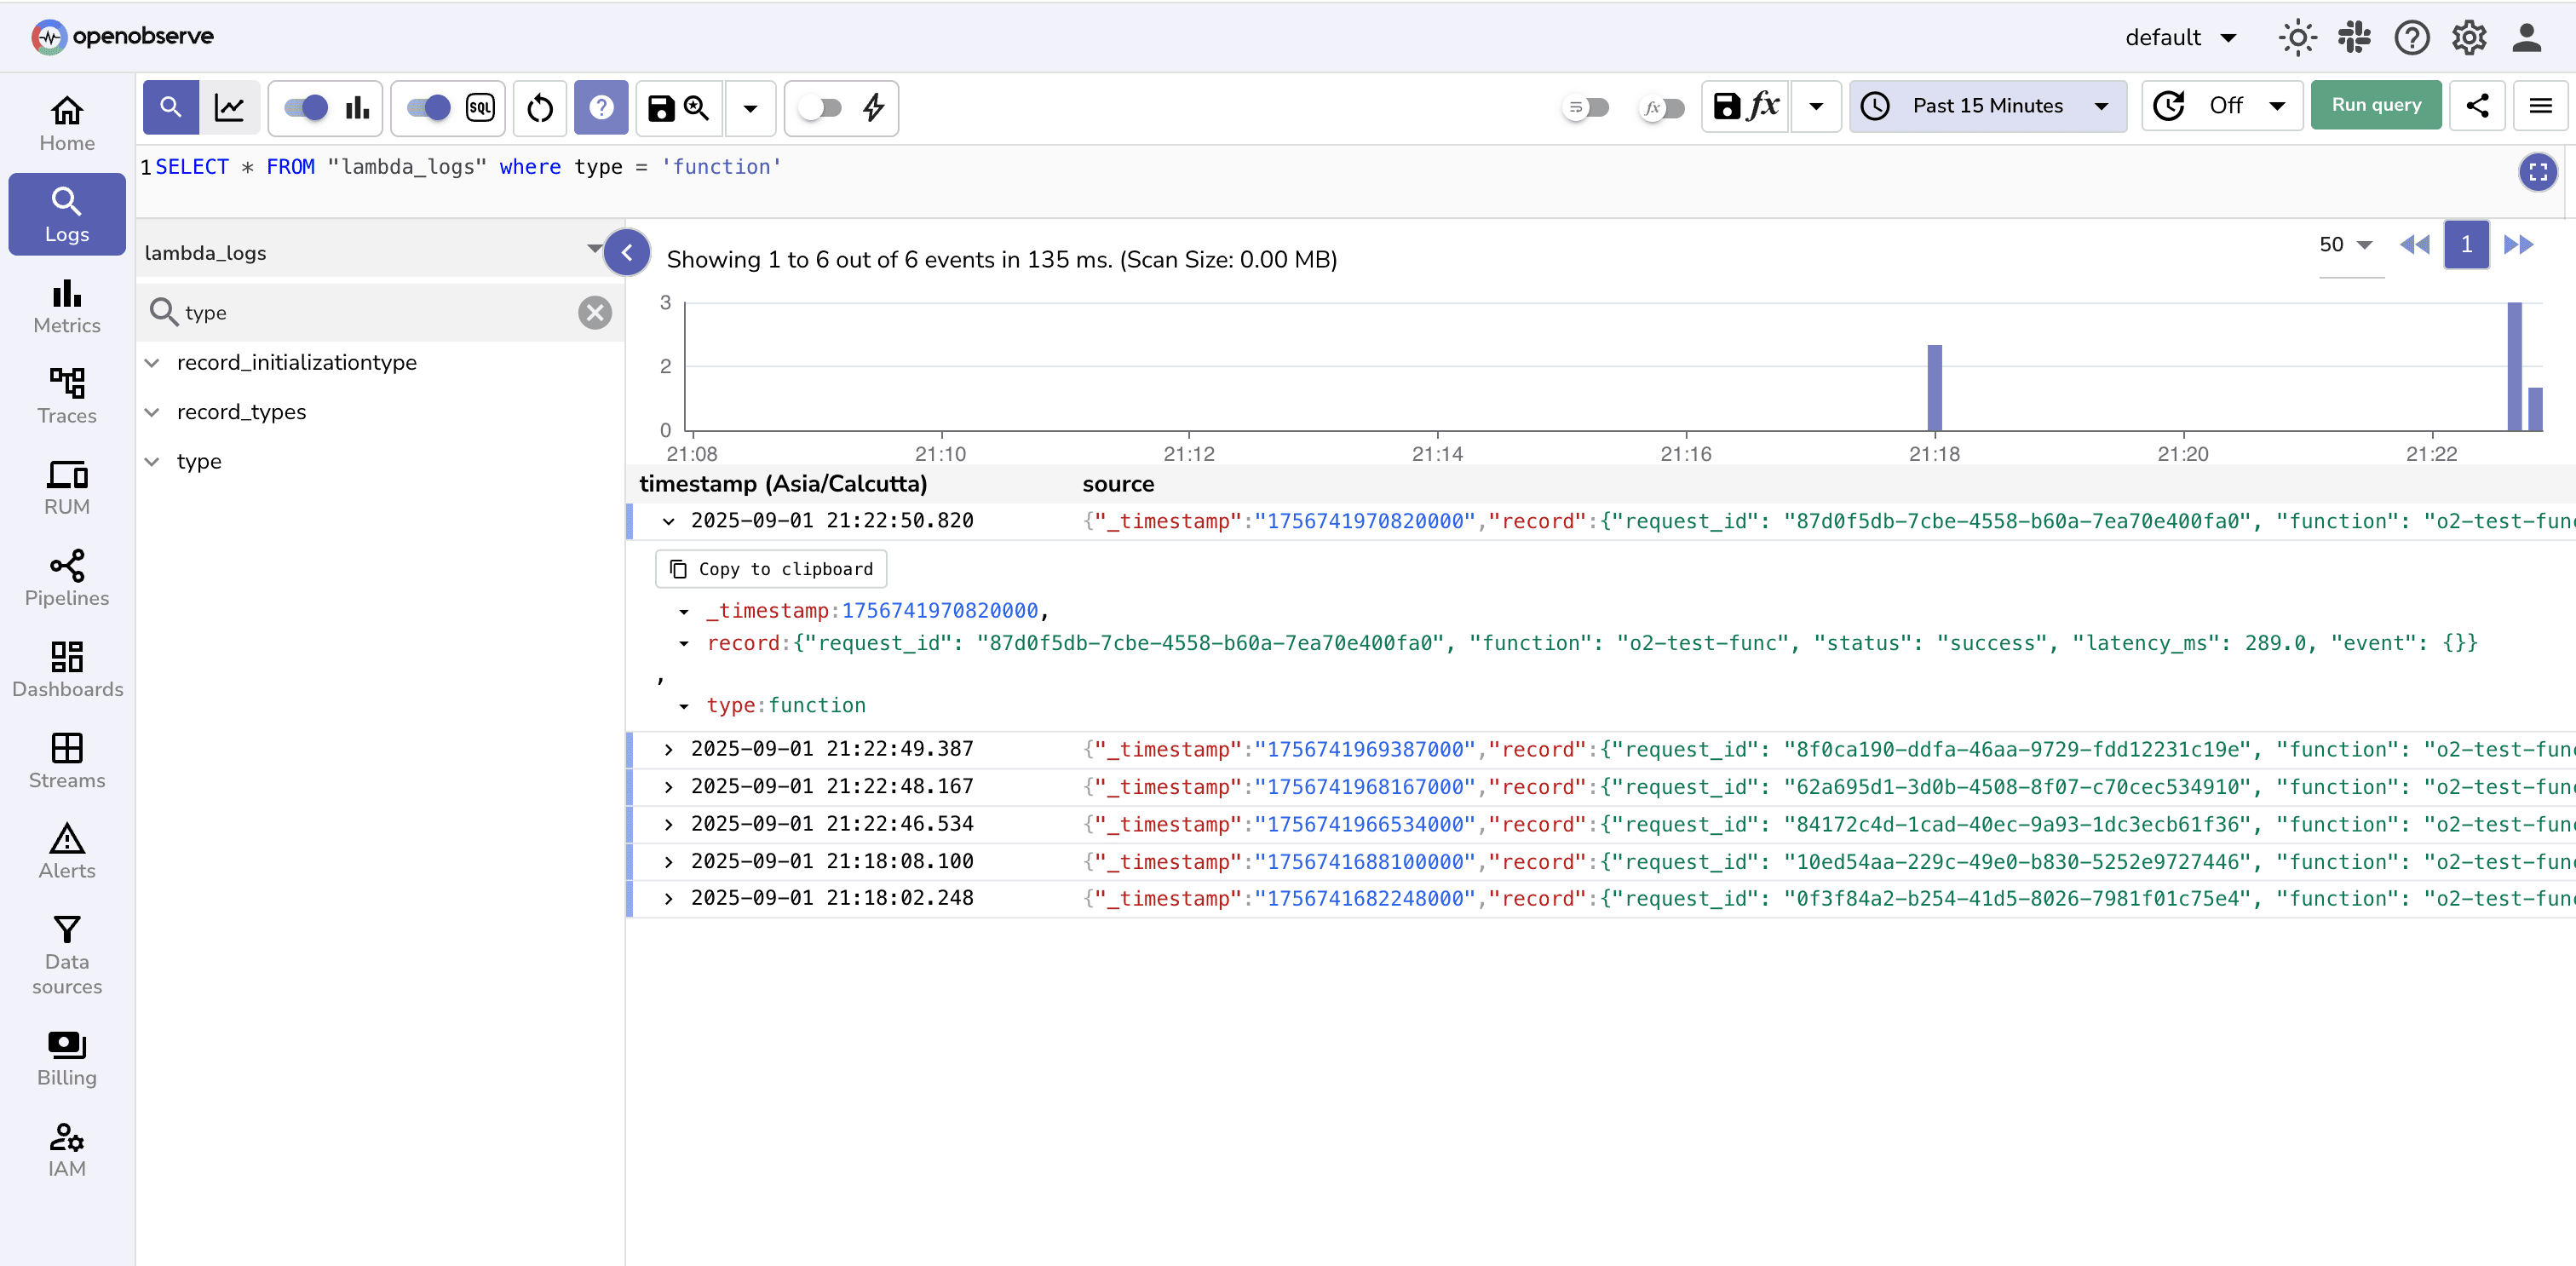 openobserve
default
SQL
fx
fx
Past 15 Minutes
Off
Run query
Home
Logs
Metrics
Traces
RUM
Pipelines
Dashboards
Streams
Alerts
Data
sources
Billing
IAM
1 SELECT * FROM "lambda_logs" where type = 'function'
lambda_logs
type
record_initializationtype
record_types
type
Showing 1 to 6 out of 6 events in 135 ms. (Scan Size: 0.00 MB)
50
1
3
2
0
21:08 21:10 21:12 21:14 21:16 21:18 21:20 21:22
timestamp (Asia/Calcutta) source
2025-09-01 21:22:50.820 {"_timestamp":"1756741970820000","record":{"request_id": "87d0f5db-7cbe-4558-b60a-7ea70e400fa0", "function": "o2-test-func
Copy to clipboard
_timestamp:1756741970820000,
record:{"request_id": "87d0f5db-7cbe-4558-b60a-7ea70e400fa0", "function": "o2-test-func", "status": "success", "latency_ms": 289.0, "event": {}}
,
type:function
2025-09-01 21:22:49.387 {"_timestamp":"1756741969387000","record":{"request_id": "8f0ca190-ddfa-46aa-9729-fdd12231c19e", "function": "o2-test-func
2025-09-01 21:22:48.167 {"_timestamp":"1756741968167000","record":{"request_id": "62a695d1-3d0b-4508-8f07-c70cec534910", "function": "o2-test-func
2025-09-01 21:22:46.534 {"_timestamp":"1756741966534000","record":{"request_id": "84172c4d-1cad-40ec-9a93-1dc3ecb61f36", "function": "o2-test-func
2025-09-01 21:18:08.100 {"_timestamp":"1756741688100000","record":{"request_id": "10ed54aa-229c-49e0-b830-5252e9727446", "function": "o2-test-func
2025-09-01 21:18:02.248 {"_timestamp":"1756741682248000","record":{"request_id": "0f3f84a2-b254-41d5-8026-7981f01c75e4", "function": "o2-test-func